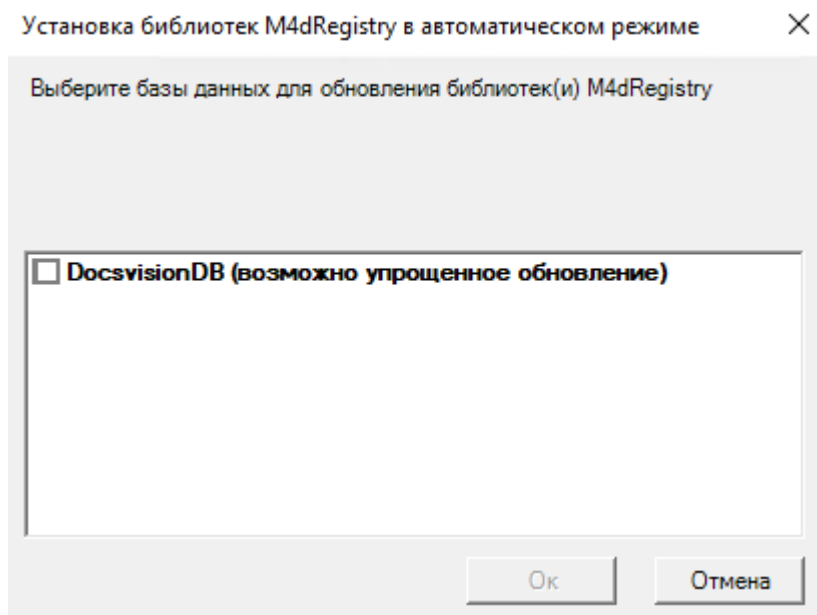 Установка библиотек M4dRegistry в автоматическом режиме
Выберите базы данных для обновления библиотек(и) M4dRegistry
DocsvisionDB (возможно упрощенное обновление)
Ок Отмена